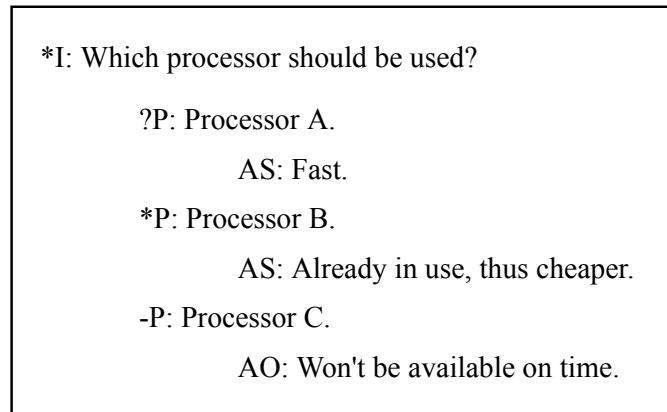 *I: Which processor should be used?
?P: Processor A.
AS: Fast.
*P: Processor B.
AS: Already in use, thus cheaper.
-P: Processor C.
AO: Won't be available on time.